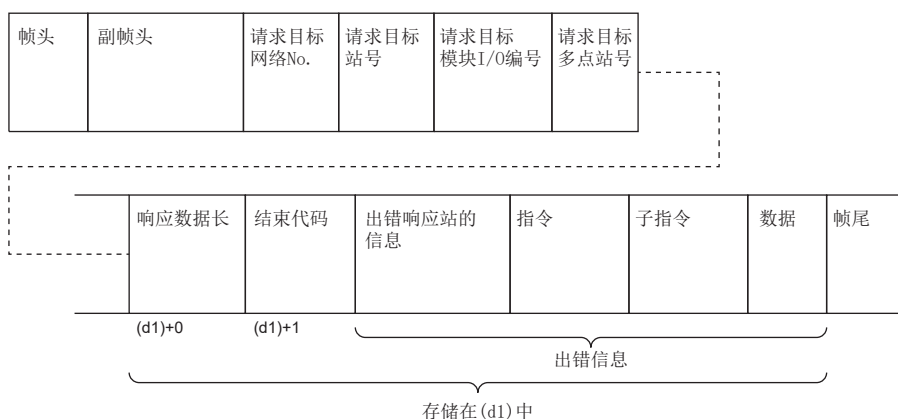 帧头
副帧头
请求目标
网络No.
请求目标
站号
请求目标
模块I/O编号
请求目标
多点站号
响应数据长
结束代码
出错响应站的
信息
指令
子指令
数据
帧尾
(d1)+0
(d1)+1
出错信息
存储在(d1)中